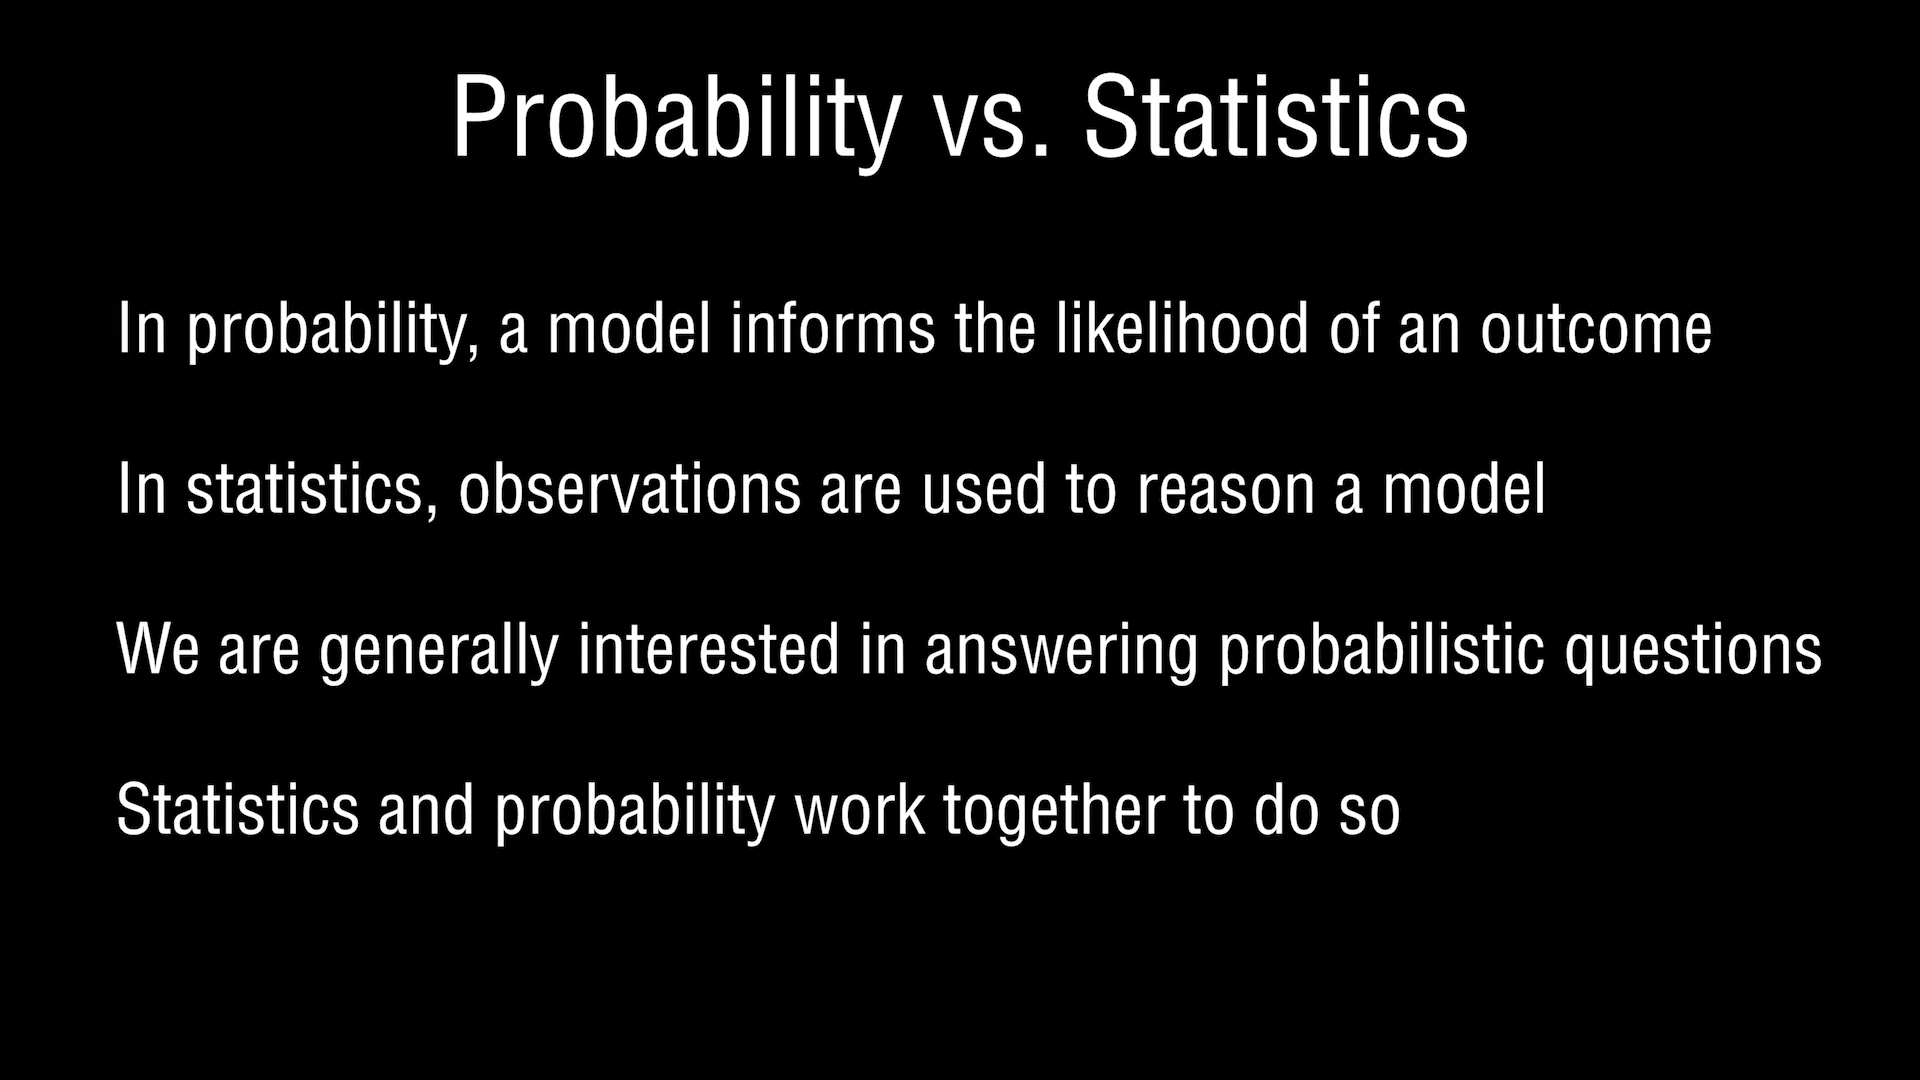 Probability vs. Statistics
In probability, a model informs the likelihood of an outcome
In statistics, observations are used to reason a model
We are generally interested in answering probabilistic questions
Statistics and probability work together to do so